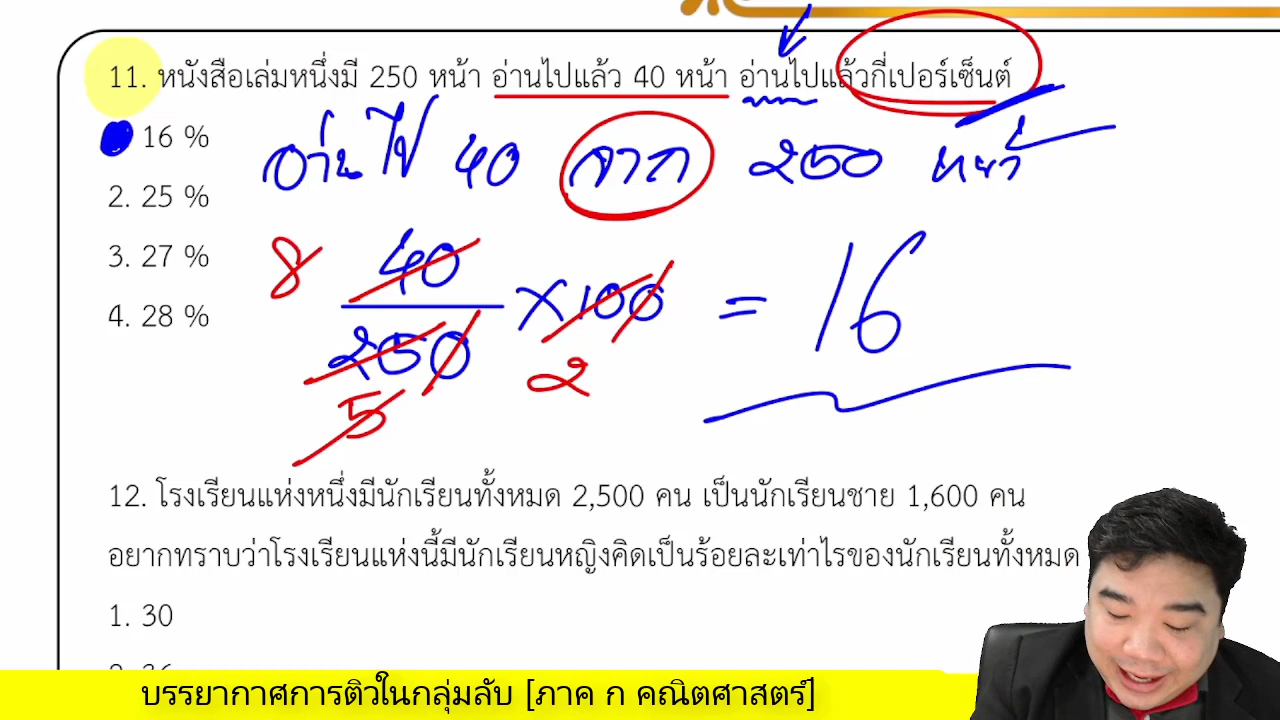 11. หนังสือเล่มหนึ่งมี 250 หน้า อ่านไปแล้ว 40 หน้า อ่านไปแล้วกี่เปอร์เซ็นต์
16 %
อ่านไป 40 จาก 250 หน้า
2. 25 %
3. 27 %
4. 28 %
8 40 × 100 = 16
250 2
5
12. โรงเรียนแห่งหนึ่งมีนักเรียนทั้งหมด 2,500 คน เป็นนักเรียนชาย 1,600 คน
อยากทราบว่าโรงเรียนแห่งนี้มีนักเรียนหญิงคิดเป็นร้อยละเท่าไรของนักเรียนทั้งหมด
1. 30
บรรยากาศการติวในกลุ่มลับ [ภาค ก คณิตศาสตร์]